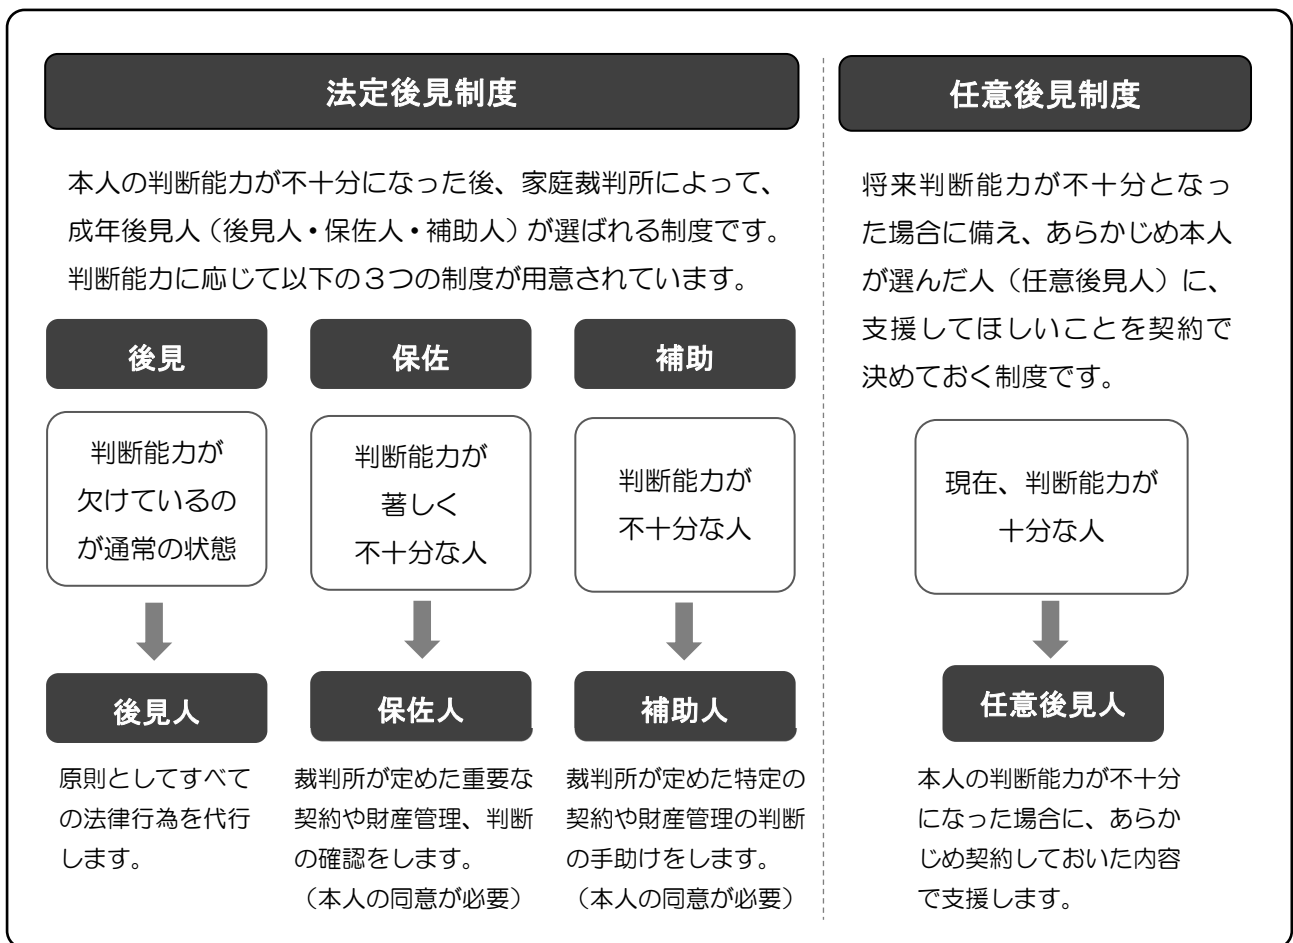 法定後見制度
本人の判断能力が不十分になった後、家庭裁判所によって、
成年後見人（後見人・保佐人・補助人）が選ばれる制度です。
判断能力に応じて以下の３つの制度が用意されています。
後見
判断能力が
欠けているの
が通常の状態
後見人
原則としてすべて
の法律行為を代行
します。
保佐
判断能力が
著しく
不十分な人
保佐人
裁判所が定めた重要な
契約や財産管理、判断
の確認をします。
（本人の同意が必要）
補助
判断能力が
不十分な人
補助人
裁判所が定めた特定の
契約や財産管理の判断
の手助けをします。
（本人の同意が必要）
任意後見制度
将来判断能力が不十分となっ
た場合に備え、あらかじめ本人
が選んだ人（任意後見人）に、
支援してほしいことを契約で
決めておく制度です。
現在、判断能力が
十分な人
任意後見人
本人の判断能力が不十分
になった場合に、あらか
じめ契約しておいた内容
で支援します。